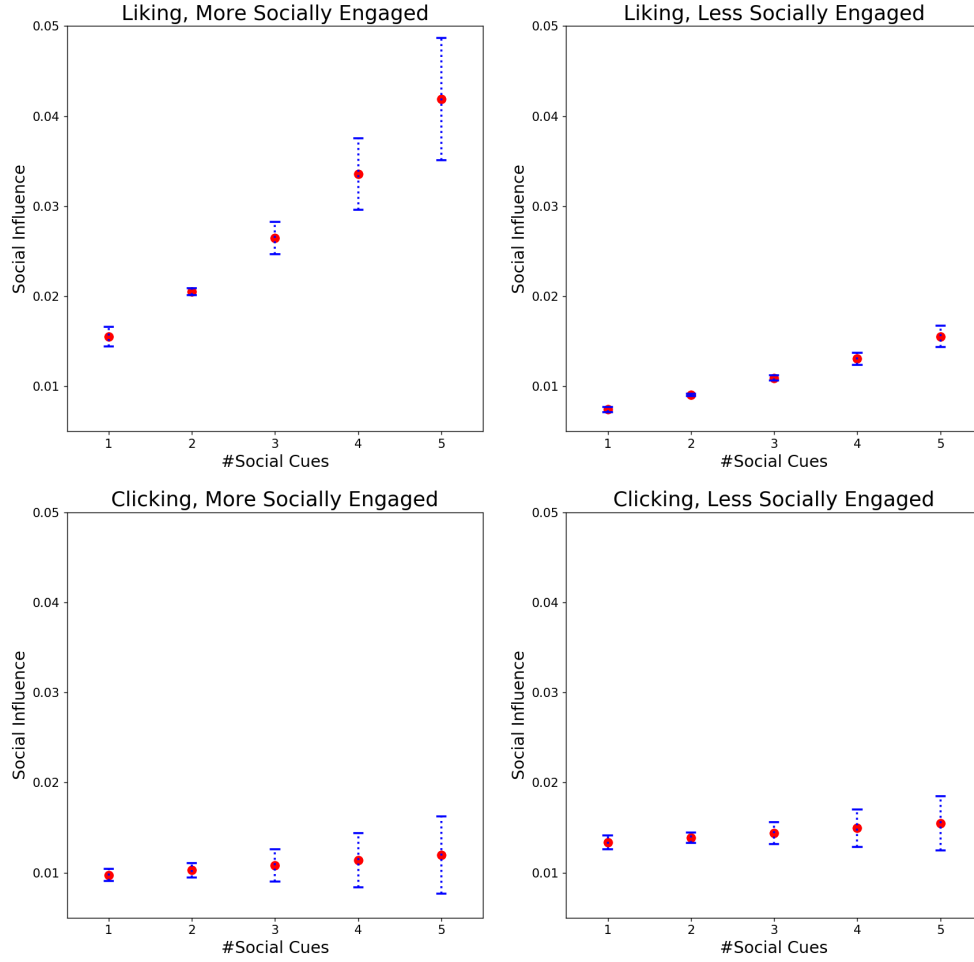 Liking, More Socially Engaged
0.05
0.04
0.03
0.02
0.01
Social Influence
1 2 3 4 5
#Social Cues
Liking, Less Socially Engaged
0.05
0.04
0.03
0.02
0.01
Social Influence
1 2 3 4 5
#Social Cues
Clicking, More Socially Engaged
0.05
0.04
0.03
0.02
0.01
Social Influence
1 2 3 4 5
#Social Cues
Clicking, Less Socially Engaged
0.05
0.04
0.03
0.02
0.01
Social Influence
1 2 3 4 5
#Social Cues